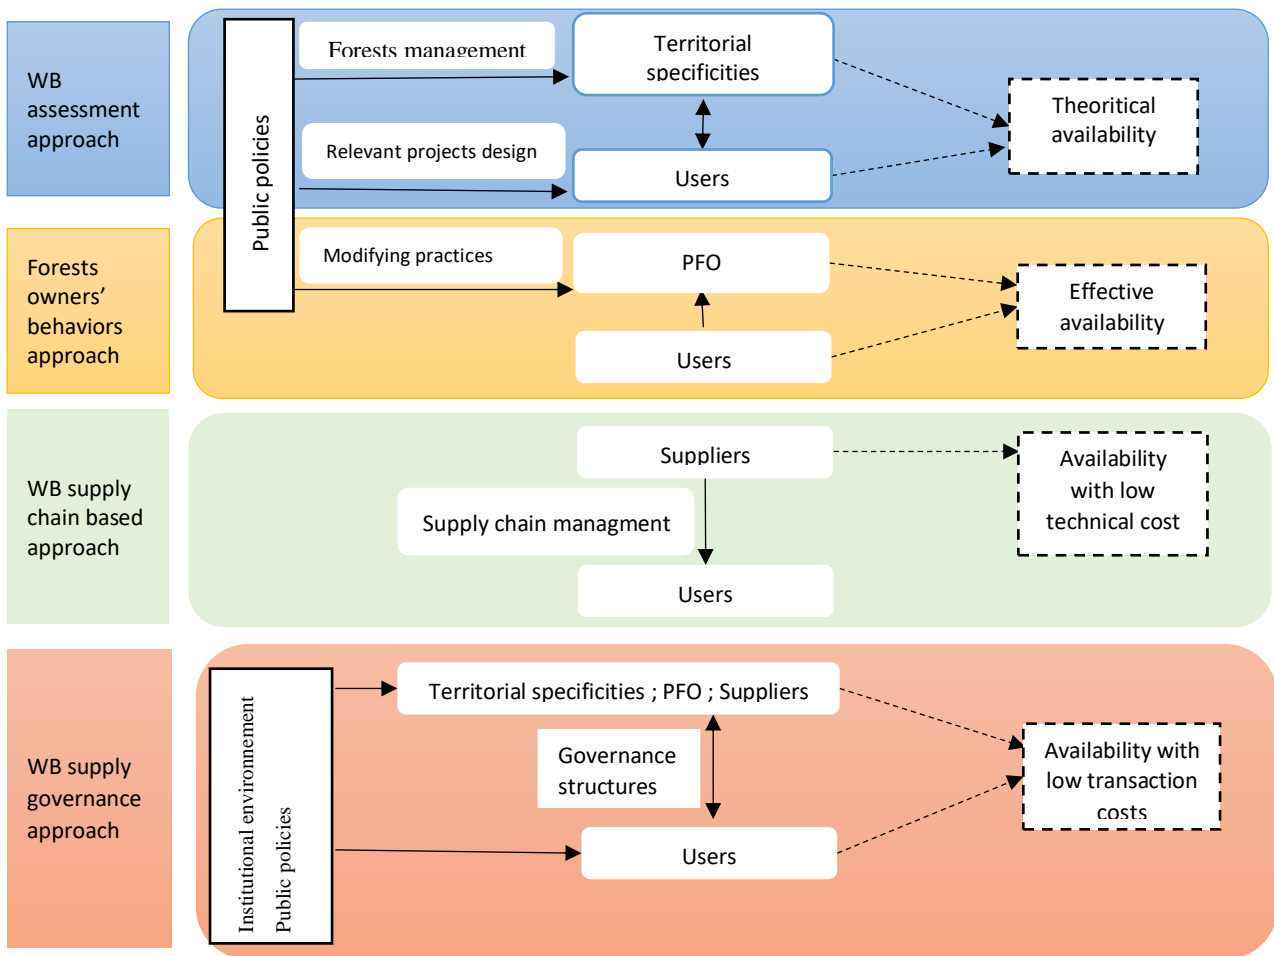 WB
assessment
approach
Public policies
Forests management
Territorial
specificities
Relevant projects design
Users
Theoritical
availability
Forests
owners’
behaviors
approach
Modifying practices
PFO
Users
Effective
availability
WB supply
chain based
approach
Suppliers
Supply chain managment
Users
Availability
with low
technical cost
WB supply
governance
approach
Institutional environnement
Public policies
Territorial specificities ; PFO ; Suppliers
Governance
structures
Users
Availability with
low transaction
costs